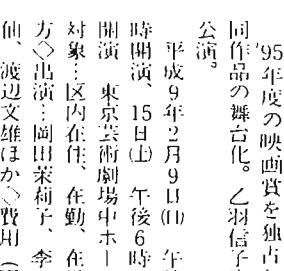 '95年度の映画賞を独占
同作品の舞台化。乙羽信子
公演。
平成9年2月9日(日) 午
時開演、15日(土) 午後6時
開演 東京芸術劇場中ホー
対象…区内在住、在勤、在
方◇出演…岡田茉莉子、李
仙、渡辺文雄ほか◇費用